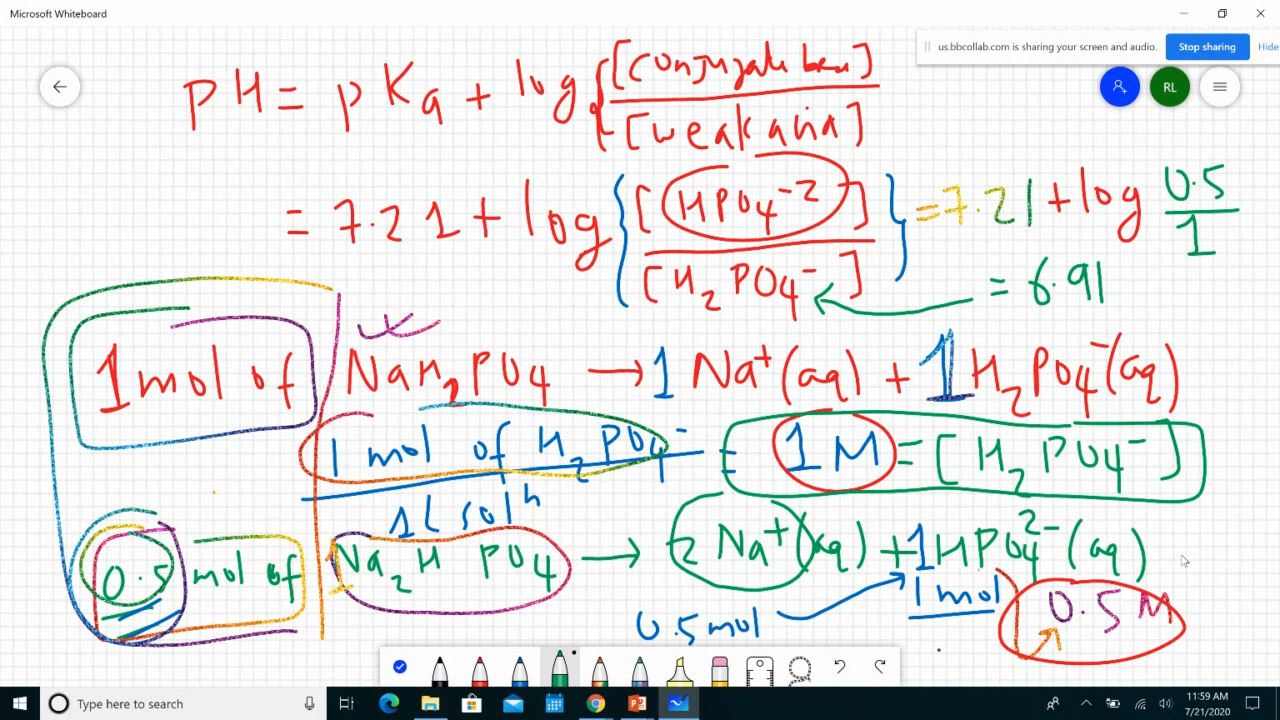 Microsoft Whiteboard
us.bbcollab.com is sharing your screen and audio. Stop sharing Hide
RL
pH = pKa + log { [conjugate base] / [weak acid]
= 7.21 + log { [HPO4^-2] / [H2PO4^-] } = 7.21 + log 0.5 / 1
= 6.91
1 mol of NaH2PO4 → 1 Na+(aq) + 1 H2PO4^-(aq)
1 mol of H2PO4^- / 1L soln = 1 M = [H2PO4^-]
0.5 mol of Na2HPO4 → 2 Na+(aq) + 1 HPO4^2-(aq)
0.5 mol 1 mol 0.5 M
Type here to search
11:59 AM
7/21/2020